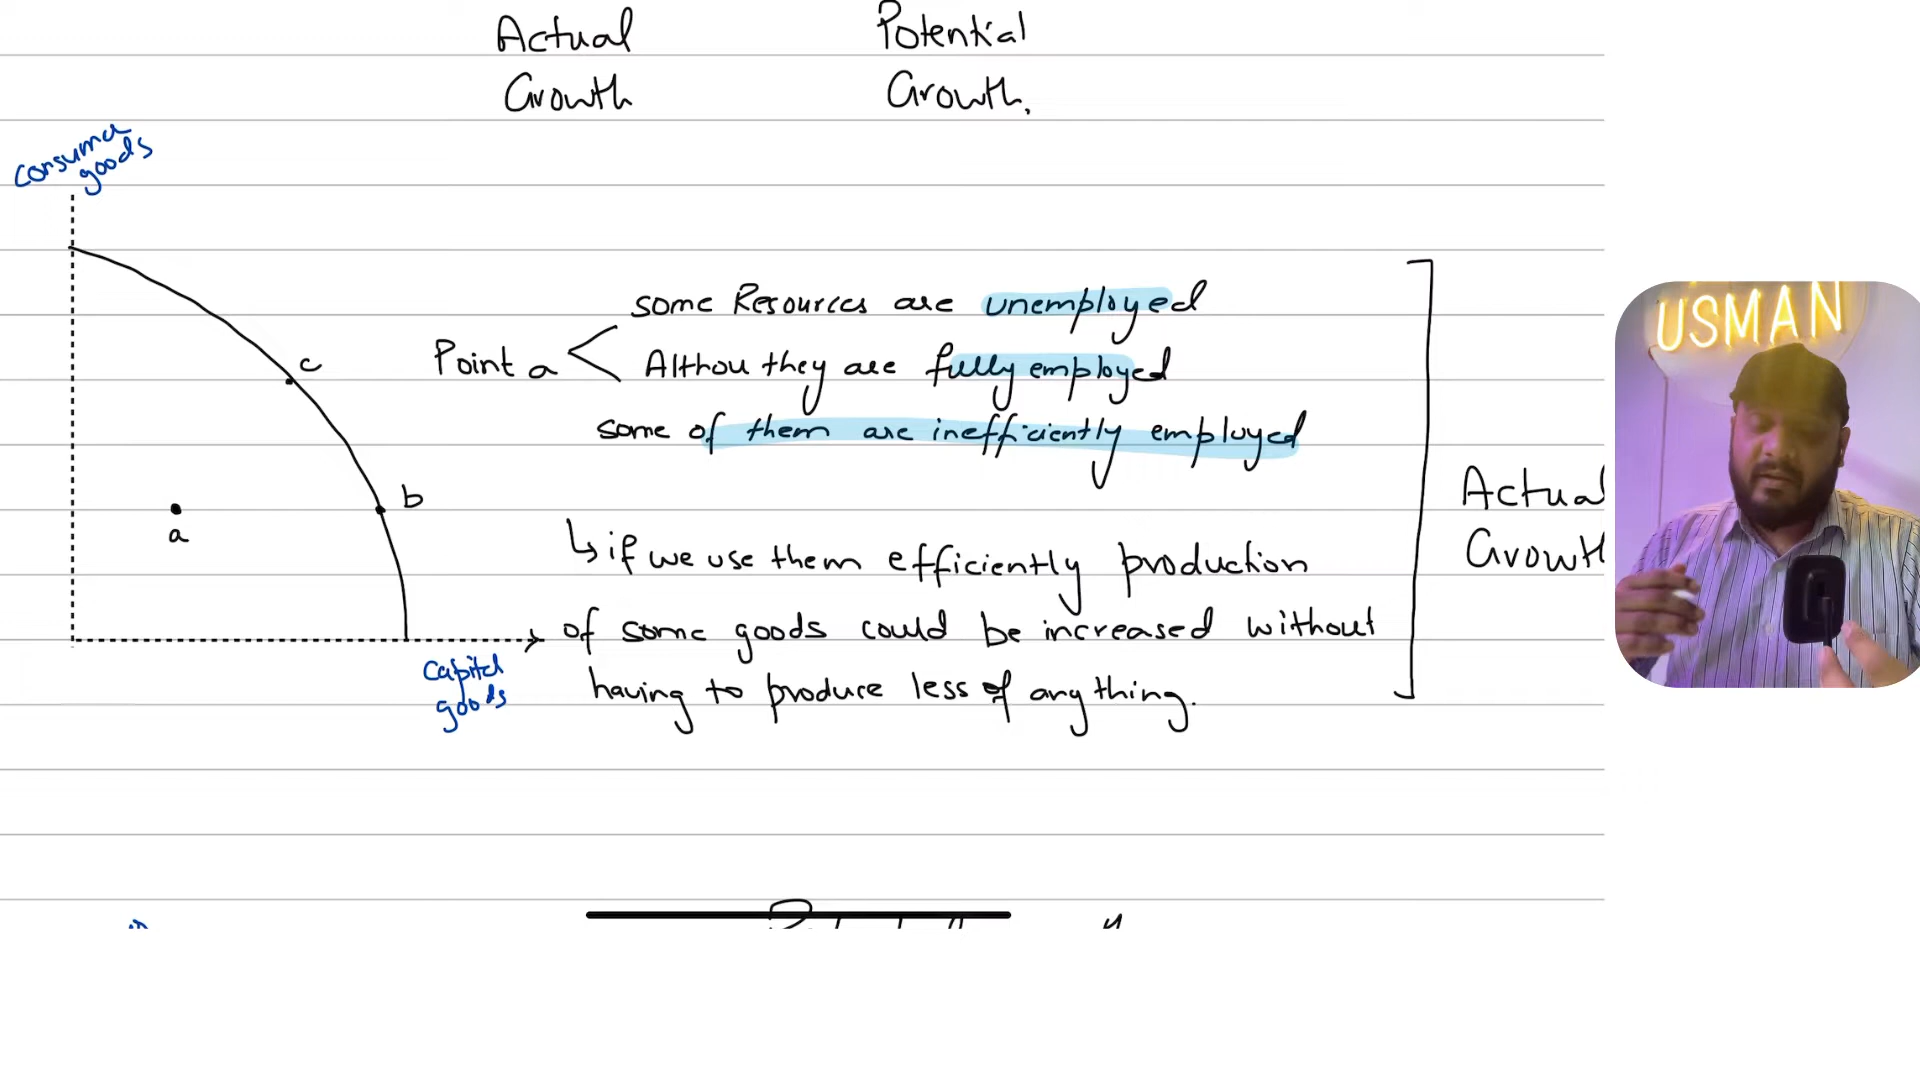 Actual
Growth
Potential
Growth,
consumer
goods
some Resources are unemployed
Point a
Althou they are fully employed
some of them are inefficiently employed
c
b
a
↳ if we use them efficiently production
of some goods could be increased without
having to produce less of anything.
capital
goods
Actual
Growth
USMAN